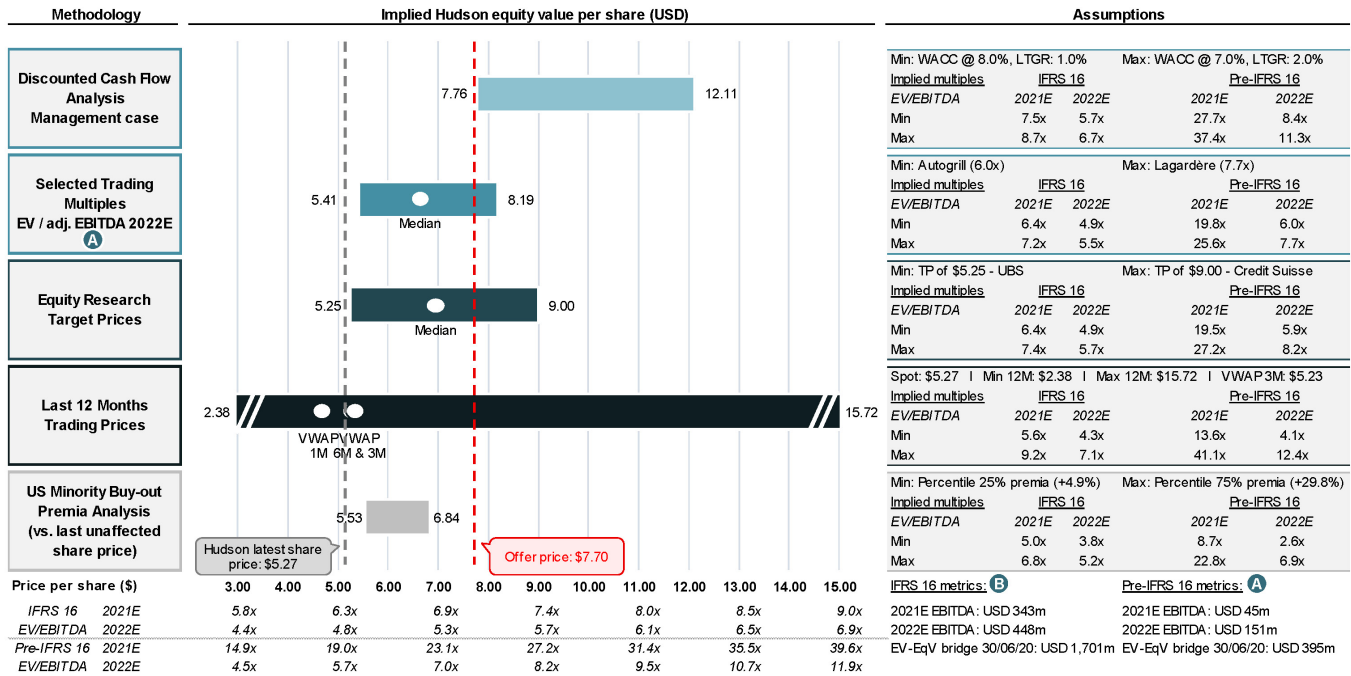 Methodology
Implied Hudson equity value per share (USD)
Assumptions
Discounted Cash Flow
Analysis
Management case
7.76
12.11
Min: WACC @ 8.0%, LTGR: 1.0% Max: WACC @ 7.0%, LTGR: 2.0%
Implied multiples IFRS 16 Pre-IFRS 16
EV/EBITDA 2021E 2022E 2021E 2022E
Min 7.5x 5.7x 27.7x 8.4x
Max 8.7x 6.7x 37.4x 11.3x
Selected Trading
Multiples
EV / adj. EBITDA 2022E
A
5.41
8.19
Median
Min: Autogrill (6.0x) Max: Lagardère (7.7x)
Implied multiples IFRS 16 Pre-IFRS 16
EV/EBITDA 2021E 2022E 2021E 2022E
Min 6.4x 4.9x 19.8x 6.0x
Max 7.2x 5.5x 25.6x 7.7x
Equity Research
Target Prices
5.25
9.00
Median
Min: TP of $5.25 - UBS Max: TP of $9.00 - Credit Suisse
Implied multiples IFRS 16 Pre-IFRS 16
EV/EBITDA 2021E 2022E 2021E 2022E
Min 6.4x 4.9x 19.5x 5.9x
Max 7.4x 5.7x 27.2x 8.2x
Last 12 Months
Trading Prices
2.38
15.72
VWAP VWAP
1M 6M & 3M
Spot: $5.27 I Min 12M: $2.38 I Max 12M: $15.72 I VWAP 3M: $5.23
Implied multiples IFRS 16 Pre-IFRS 16
EV/EBITDA 2021E 2022E 2021E 2022E
Min 5.6x 4.3x 13.6x 4.1x
Max 9.2x 7.1x 41.1x 12.4x
US Minority Buy-out
Premia Analysis
(vs. last unaffected
share price)
5.53
6.84
Min: Percentile 25% premia (+4.9%) Max: Percentile 75% premia (+29.8%)
Implied multiples IFRS 16 Pre-IFRS 16
EV/EBITDA 2021E 2022E 2021E 2022E
Min 5.0x 3.8x 8.7x 2.6x
Max 6.8x 5.2x 22.8x 6.9x
Hudson latest share
price: $5.27
Offer price: $7.70
Price per share ($) 3.00 4.00 5.00 6.00 7.00 8.00 9.00 10.00 11.00 12.00 13.00 14.00 15.00
IFRS 16 2021E 5.8x 6.3x 6.9x 7.4x 8.0x 8.5x 9.0x
EV/EBITDA 2022E 4.4x 4.8x 5.3x 5.7x 6.1x 6.5x 6.9x
Pre-IFRS 16 2021E 14.9x 19.0x 23.1x 27.2x 31.4x 35.5x 39.6x
EV/EBITDA 2022E 4.5x 5.7x 7.0x 8.2x 9.5x 10.7x 11.9x
IFRS 16 metrics: B Pre-IFRS 16 metrics: A
2021E EBITDA: USD 343m 2021E EBITDA: USD 45m
2022E EBITDA: USD 448m 2022E EBITDA: USD 151m
EV-EqV bridge 30/06/20: USD 1,701m EV-EqV bridge 30/06/20: USD 395m